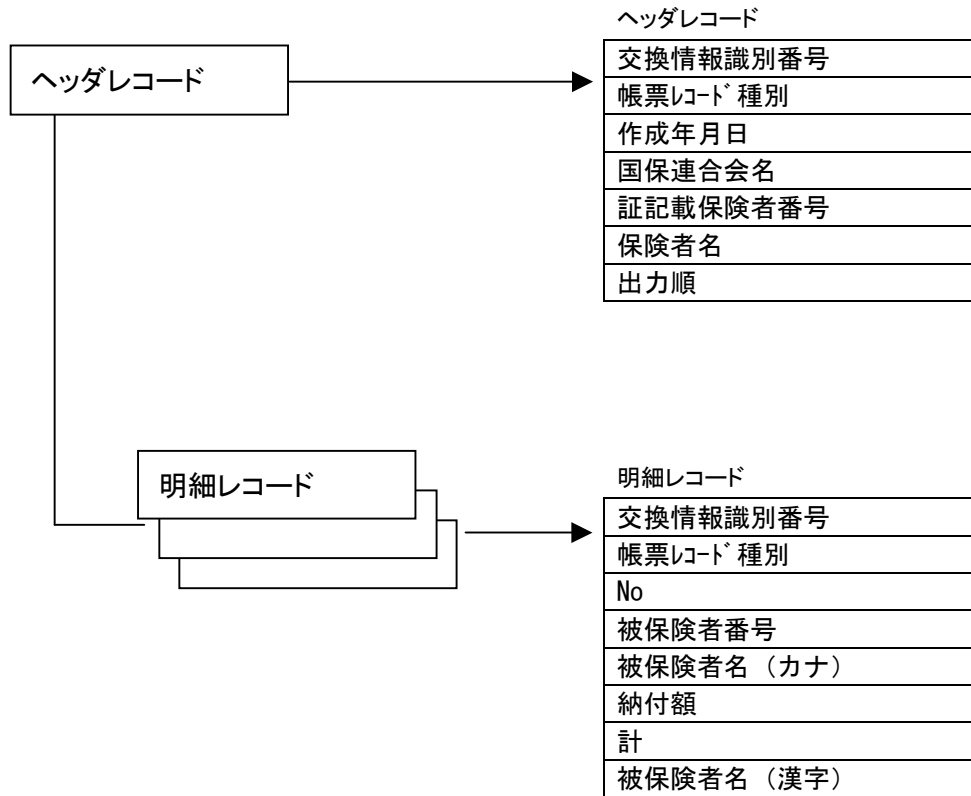 ヘッダレコード
ヘッダレコード
交換情報識別番号
帳票ﾚｺｰﾄﾞ種別
作成年月日
国保連合会名
証記載保険者番号
保険者名
出力順
明細レコード
明細レコード
交換情報識別番号
帳票ﾚｺｰﾄﾞ種別
No
被保険者番号
被保険者名（カナ）
納付額
計
被保険者名（漢字）